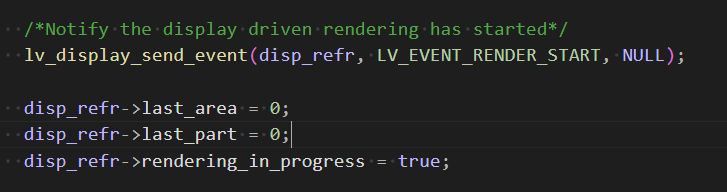 /*Notify the display driven rendering has started*/
lv_display_send_event(disp_refr, LV_EVENT_RENDER_START, NULL);
disp_refr->last_area = 0;
disp_refr->last_part = 0;
disp_refr->rendering_in_progress = true;